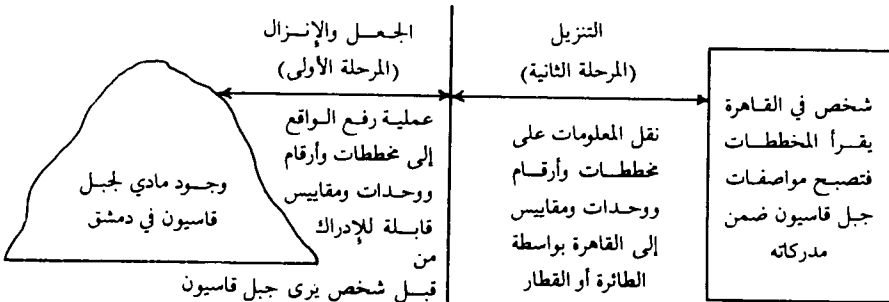 الجعل والإنزال
(المرحلة الأولى)
التنزيل
(المرحلة الثانية)
وجود مادي لجبل
قاسيون في دمشق
عملية رفع الواقع
إلى مخططات وأرقام
ووحدات ومقاييس
قابلة للإدراك
من
قبل شخص يرى جبل قاسيون
نقل المعلومات على
مخططات وأرقام
ووحدات ومقاييس
إلى القاهرة بواسطة
الطائرة أو القطار
شخص في القاهرة
يقرأ المخططات
فتصبح مواصفات
جبل قاسيون ضمن
مدركاته